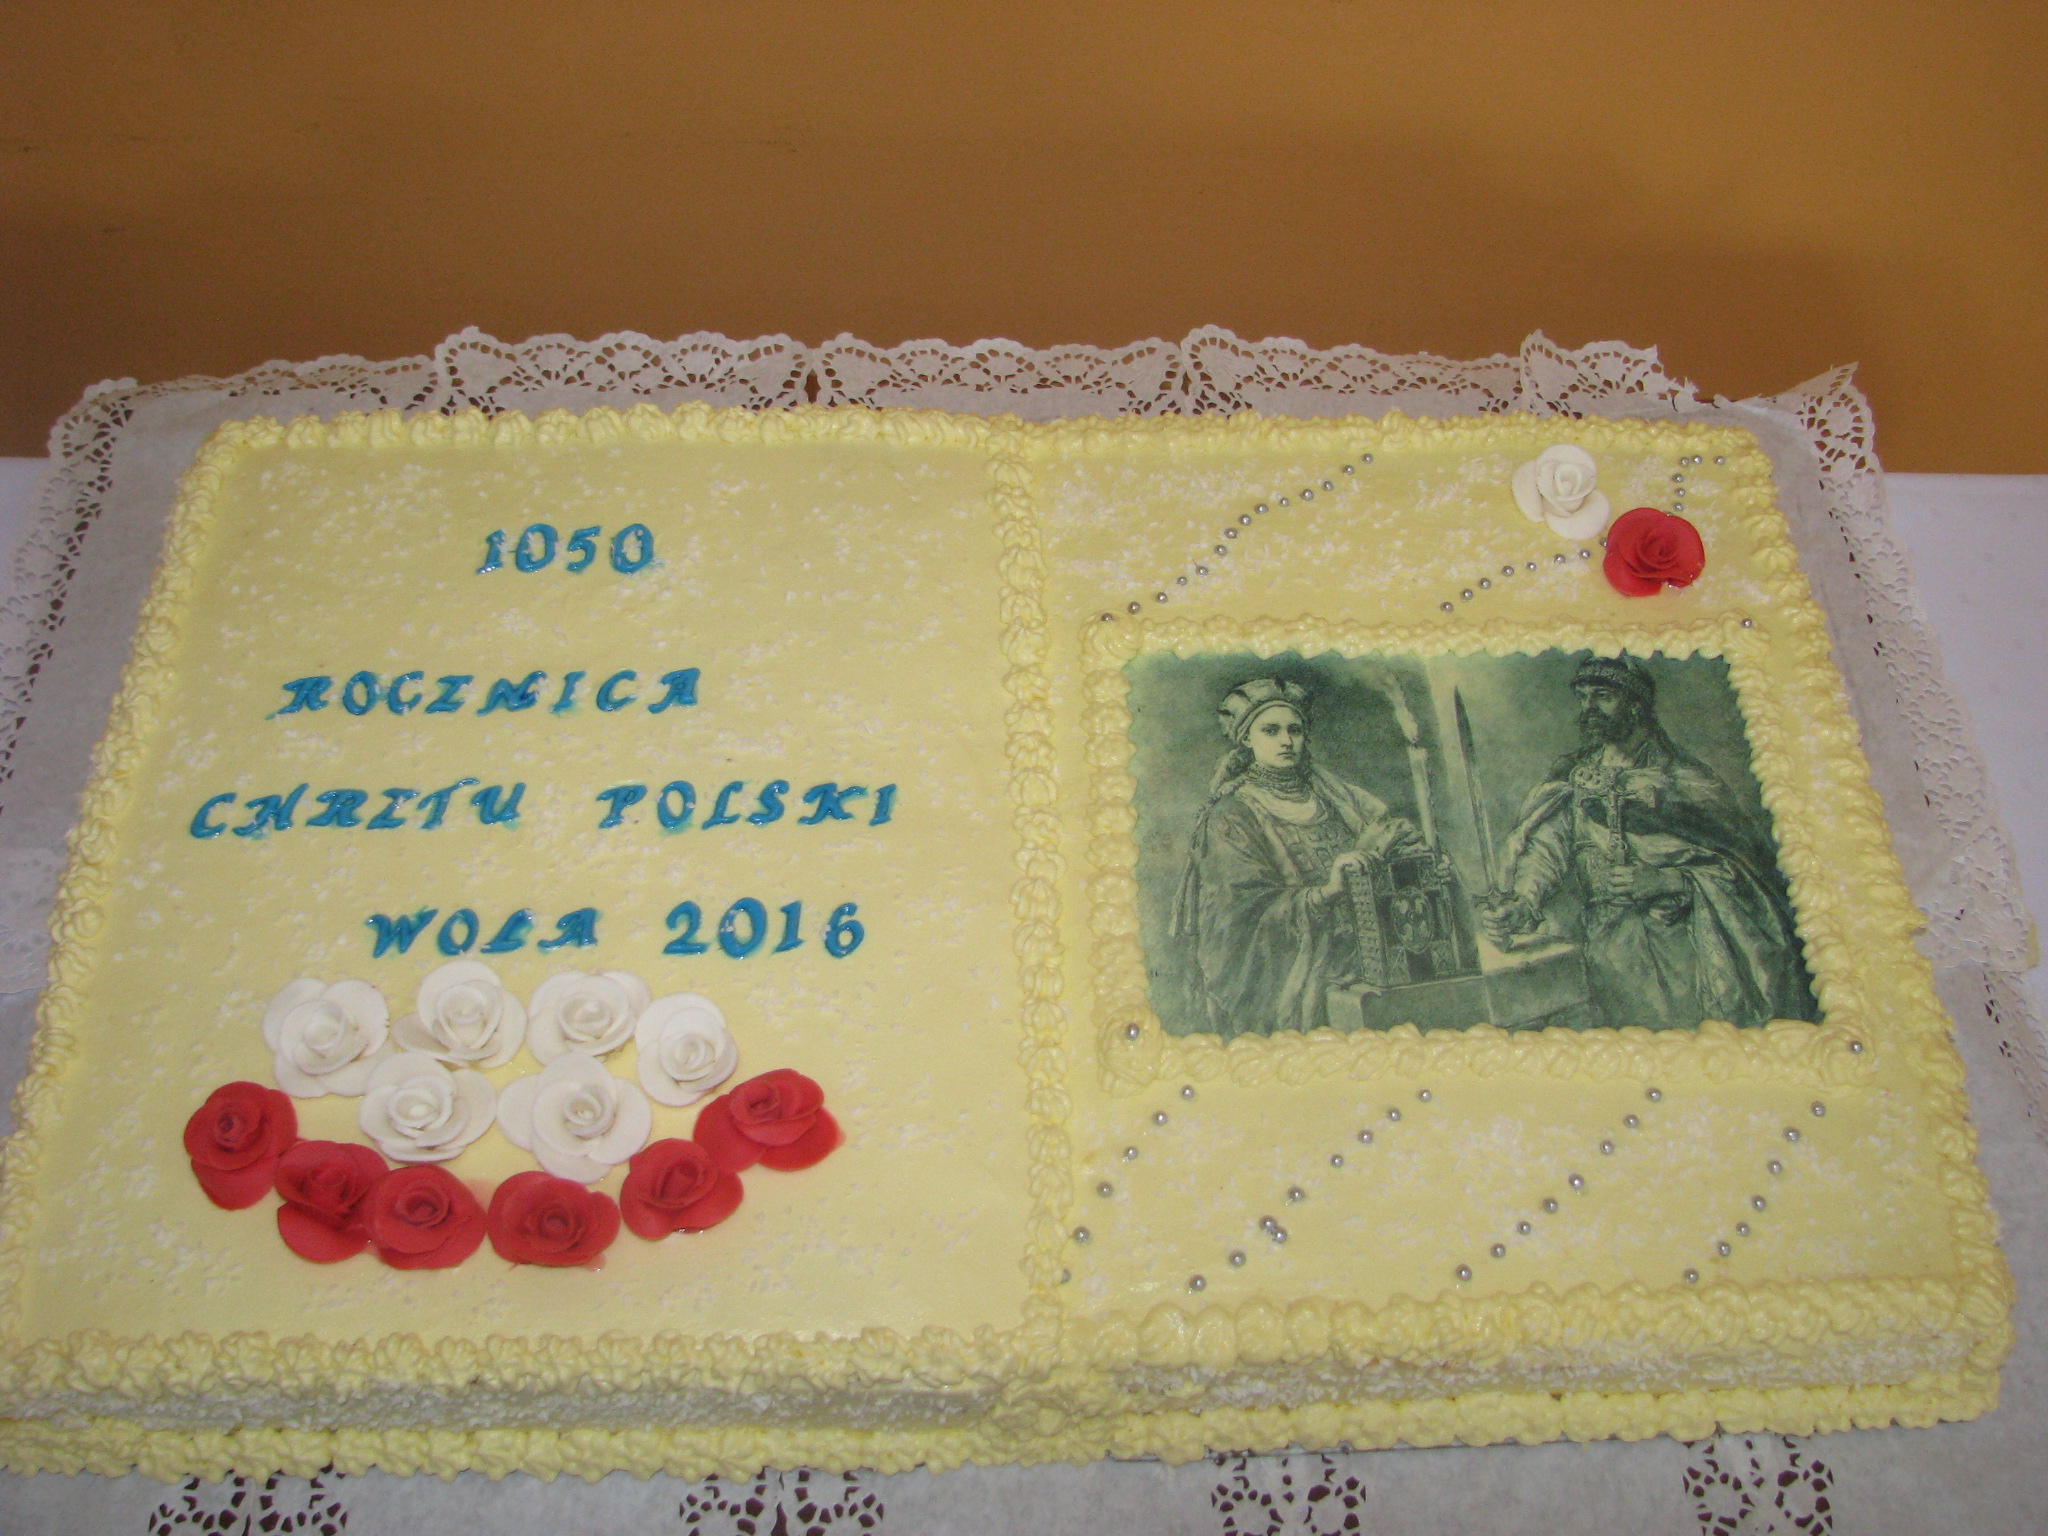 1050
ROCZNICA
CHRZTU POLSKI
WOLA 2016